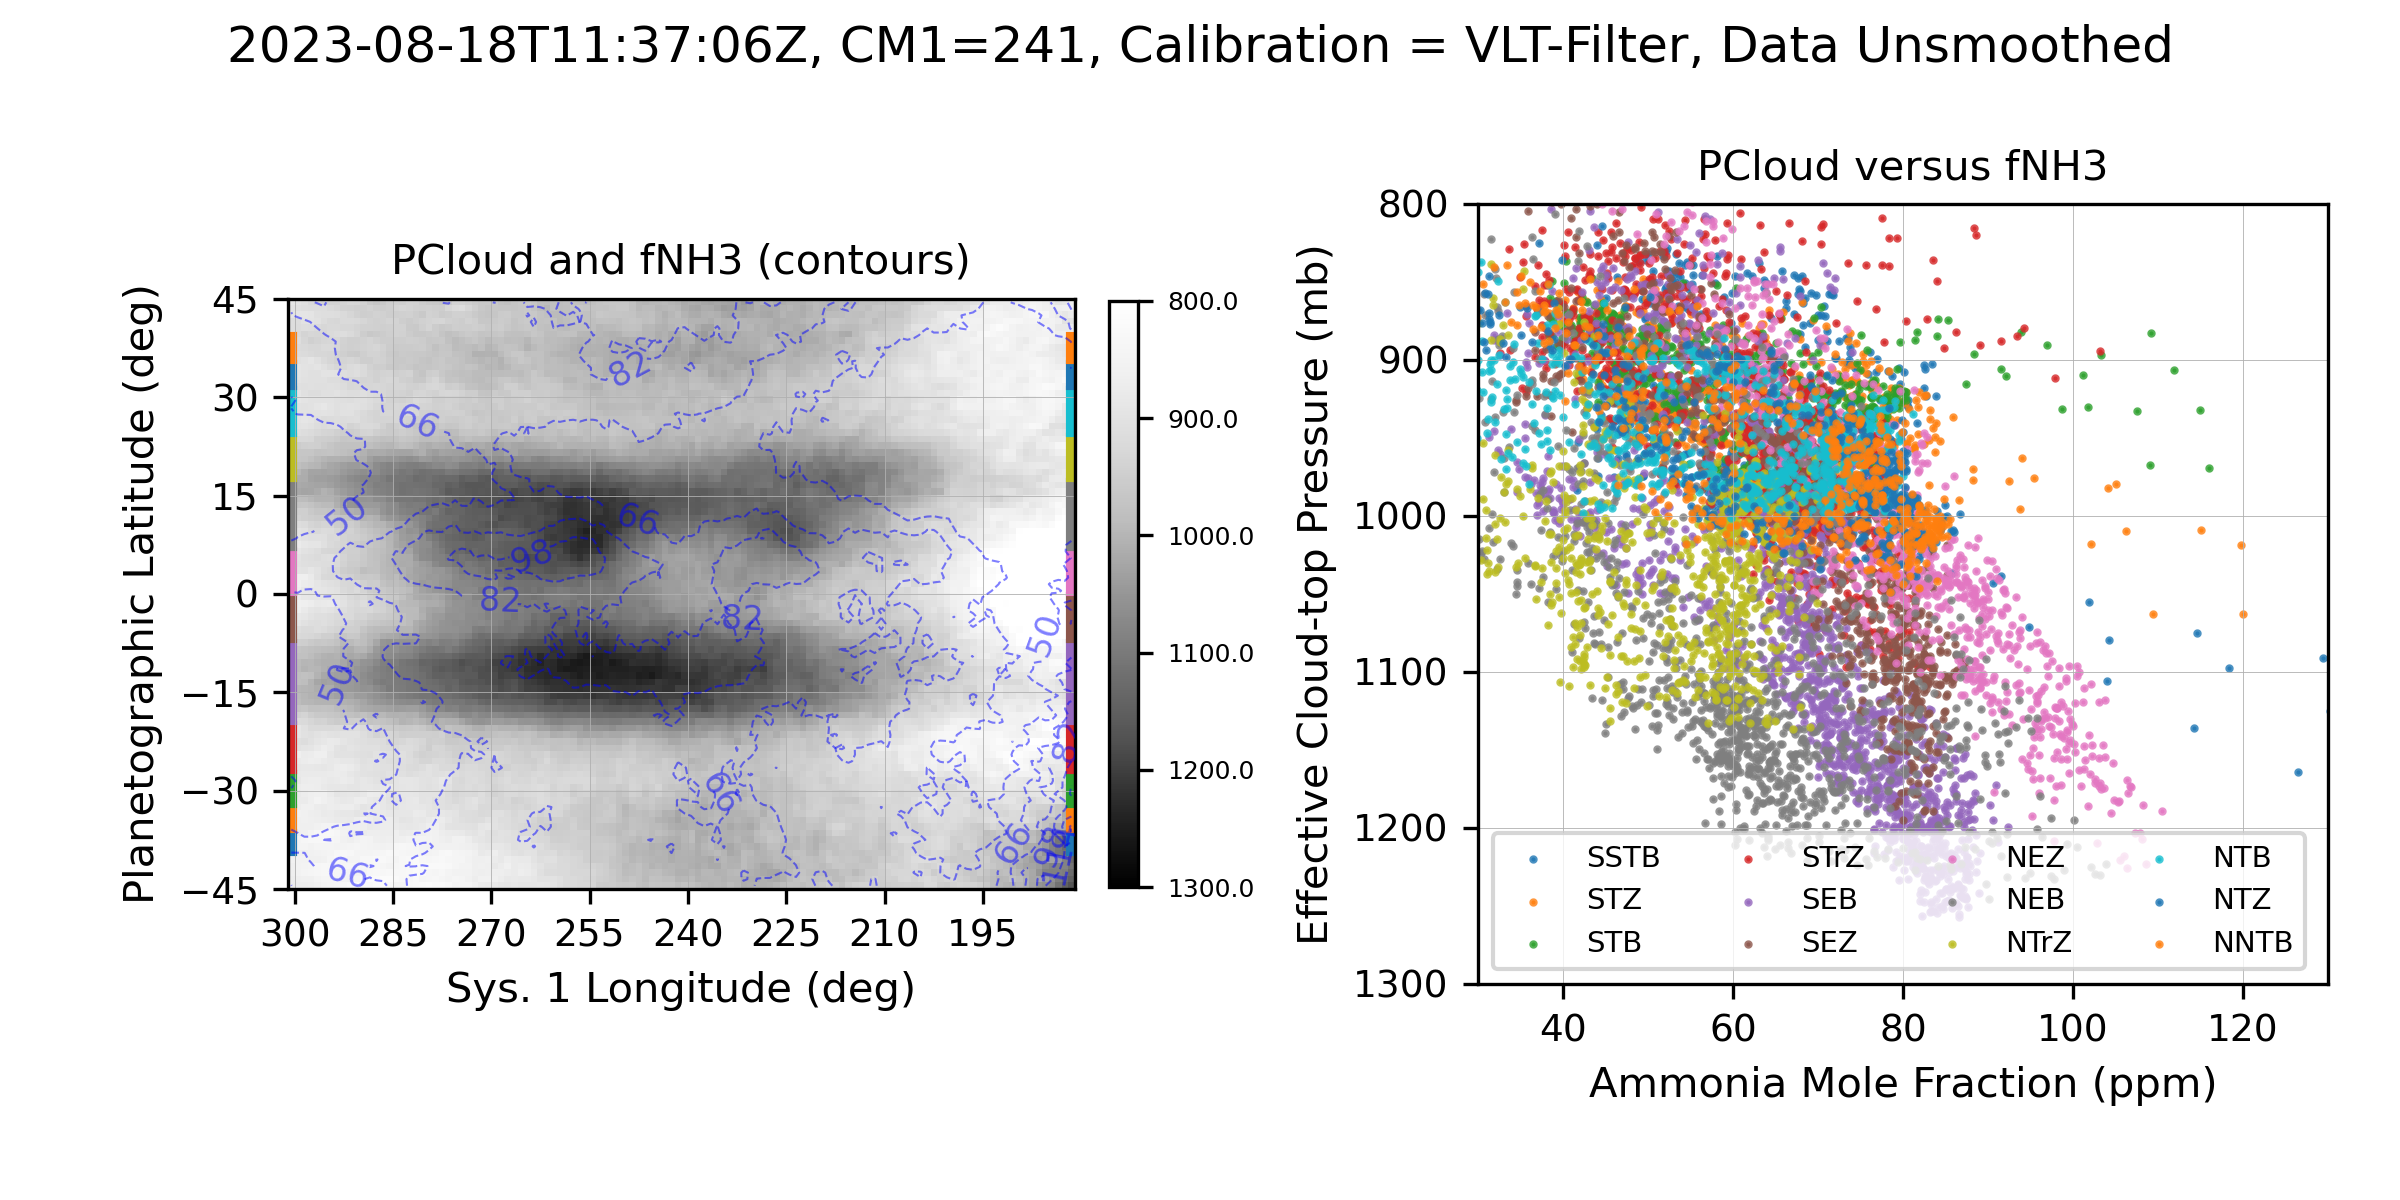 2023-08-18T11:37:06Z, CM1=241, Calibration = VLT-Filter, Data Unsmoothed
PCloud and fNH3 (contours)
Planetographic Latitude (deg)
45
30
15
0
−15
−30
−45
300 285 270 255 240 225 210 195
Sys. 1 Longitude (deg)
82
66
50
66
98
82
82
50
50
82
66
66
66
98
800.0
900.0
1000.0
1100.0
1200.0
1300.0
PCloud versus fNH3
Effective Cloud-top Pressure (mb)
800
900
1000
1100
1200
1300
SSTB STrZ NEZ NTB
STZ SEB NEB NTZ
STB SEZ NTrZ NNTB
40 60 80 100 120
Ammonia Mole Fraction (ppm)